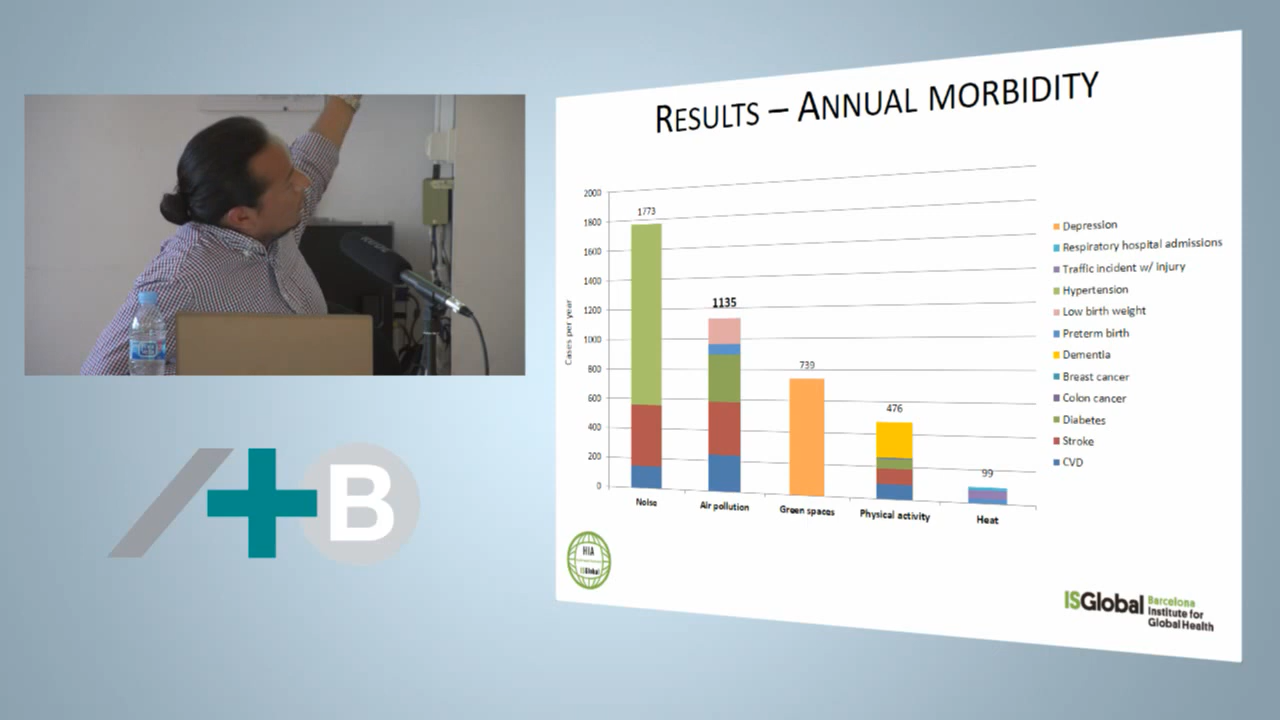 RESULTS – ANNUAL MORBIDITY
Cases per year
2000
1800
1600
1400
1200
1000
800
600
400
200
0
1773
1135
739
476
99
Noise
Air pollution
Green spaces
Physical activity
Heat
Depression
Respiratory hospital admissions
Traffic incident w/ injury
Hypertension
Low birth weight
Preterm birth
Dementia
Breast cancer
Colon cancer
Diabetes
Stroke
CVD
HIA
ISGlobal
ISGlobal
Barcelona
Institute for
Global Health
B